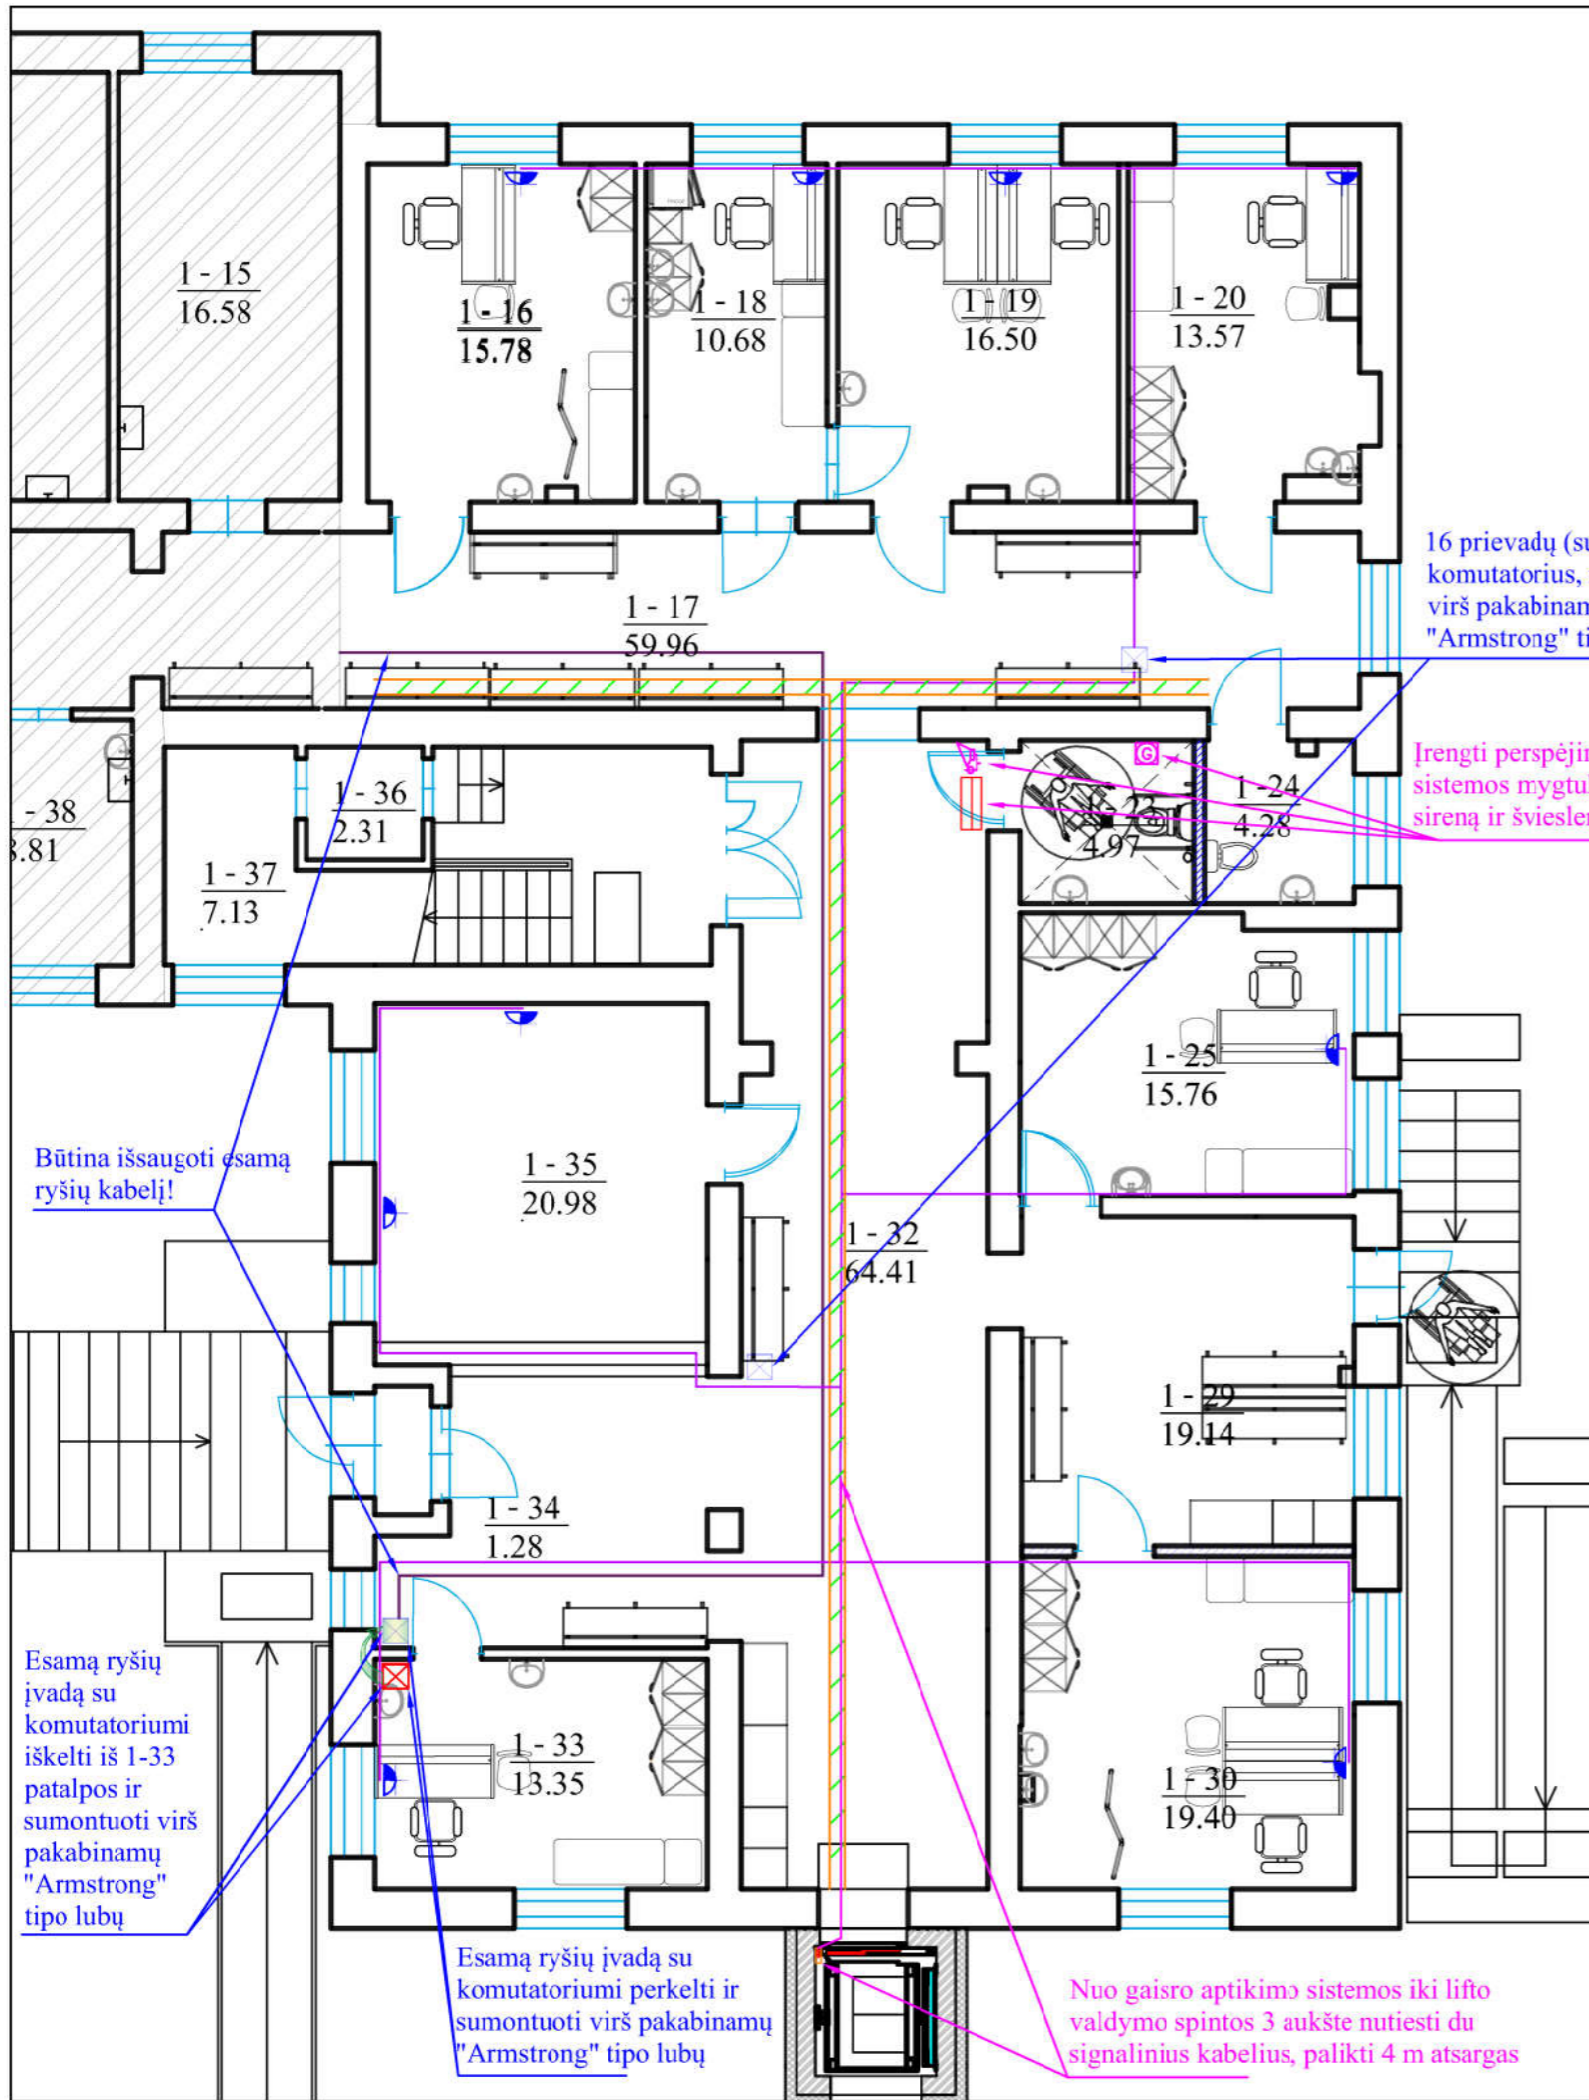 1 - 15
16.58
1 - 16
15.78
1 - 18
10.68
1 - 19
16.50
1 - 20
13.57
16 prievadų (su
komutatorius,
virš pakabinam
"Armstrong" ti
1 - 17
59.96
Įrengti perspėjim
sistemos mygtu
sireną ir švieslen
G
1 - 36
2.31
1 - 24
4.28
4.97
- 38
8.81
1 - 37
7.13
1 - 25
15.76
Būtina išsaugoti esamą
ryšių kabelį!
1 - 35
20.98
1 - 32
64.41
1 - 29
19.14
1 - 34
1.28
Esamą ryšių
įvadą su
komutatoriumi
iškelti iš 1-33
patalpos ir
sumontuoti virš
pakabinamų
"Armstrong"
tipo lubų
1 - 33
13.35
1 - 30
19.40
Esamą ryšių įvadą su
komutatoriumi perkelti ir
sumontuoti virš pakabinamų
"Armstrong" tipo lubų
Nuo gaisro aptikimo sistemos iki lifto
valdymo spintos 3 aukšte nutiesti du
signalinius kabelius, palikti 4 m atsargas